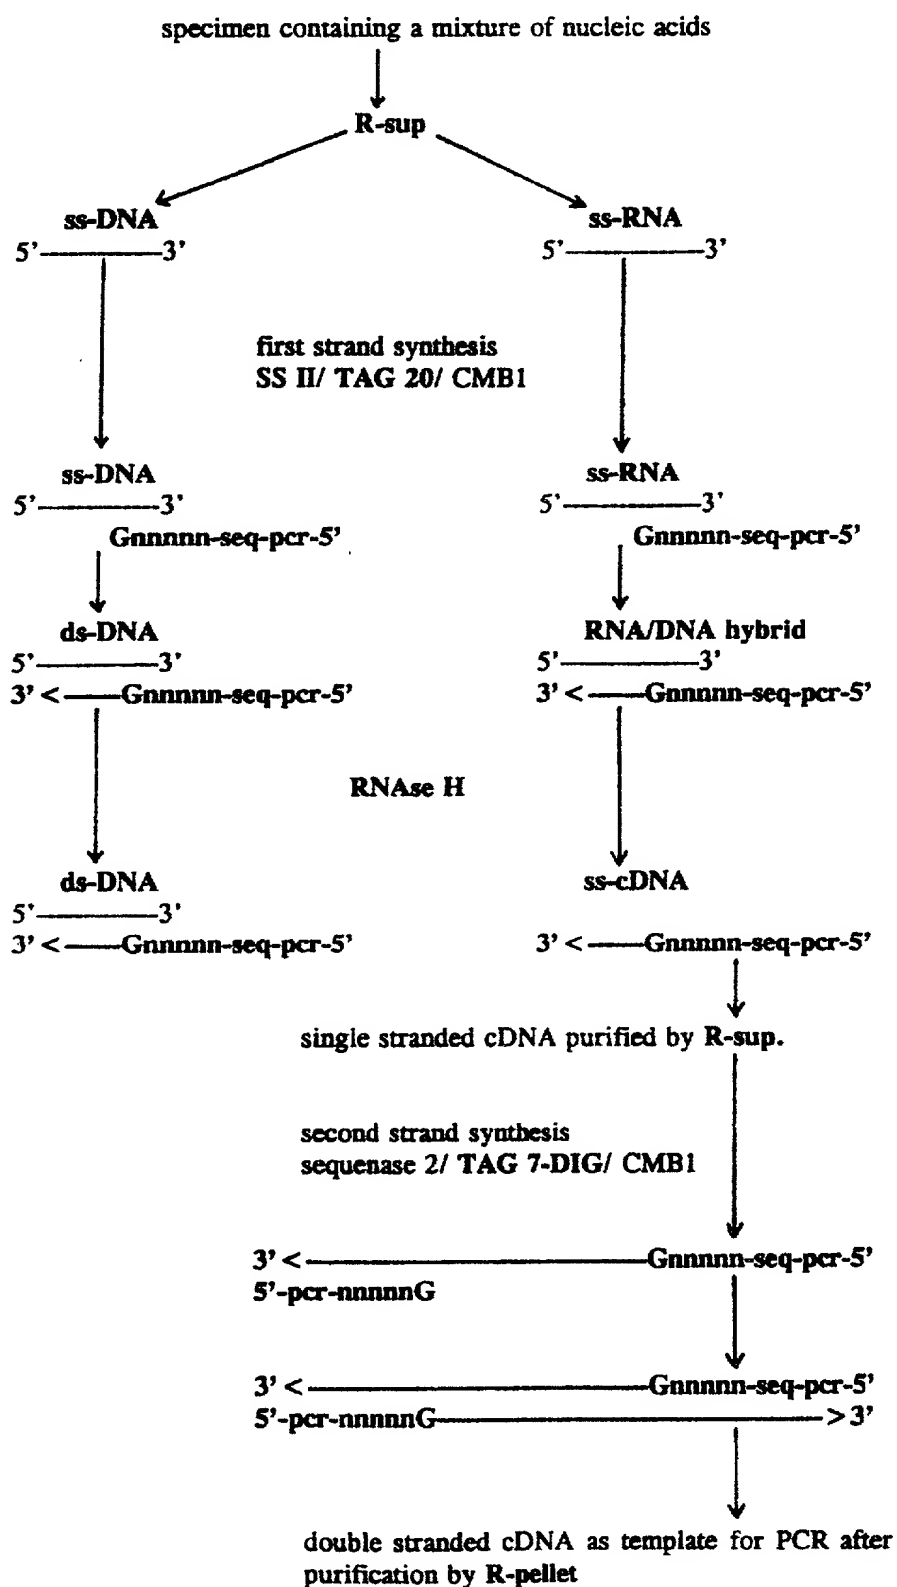 specimen containing a mixture of nucleic acids
R-sup
ss-DNA
ss-RNA
5' 3'
5' 3'
first strand synthesis
SS II/ TAG 20/ CMB1
ss-DNA
ss-RNA
5' 3'
5' 3'
Gnnnnn-seq-pcr-5'
Gnnnnn-seq-pcr-5'
ds-DNA
RNA/DNA hybrid
5' 3'
5' 3'
3' < Gnnnnn-seq-pcr-5'
3' < Gnnnnn-seq-pcr-5'
RNAse H
ds-DNA
ss-cDNA
5' 3'
3' < Gnnnnn-seq-pcr-5'
3' < Gnnnnn-seq-pcr-5'
single stranded cDNA purified by R-sup.
second strand synthesis
sequenase 2/ TAG 7-DIG/ CMB1
3' < Gnnnnn-seq-pcr-5'
5'-pcr-nnnnnG
3' < Gnnnnn-seq-pcr-5'
5'-pcr-nnnnnG > 3'
double stranded cDNA as template for PCR after
purification by R-pellet